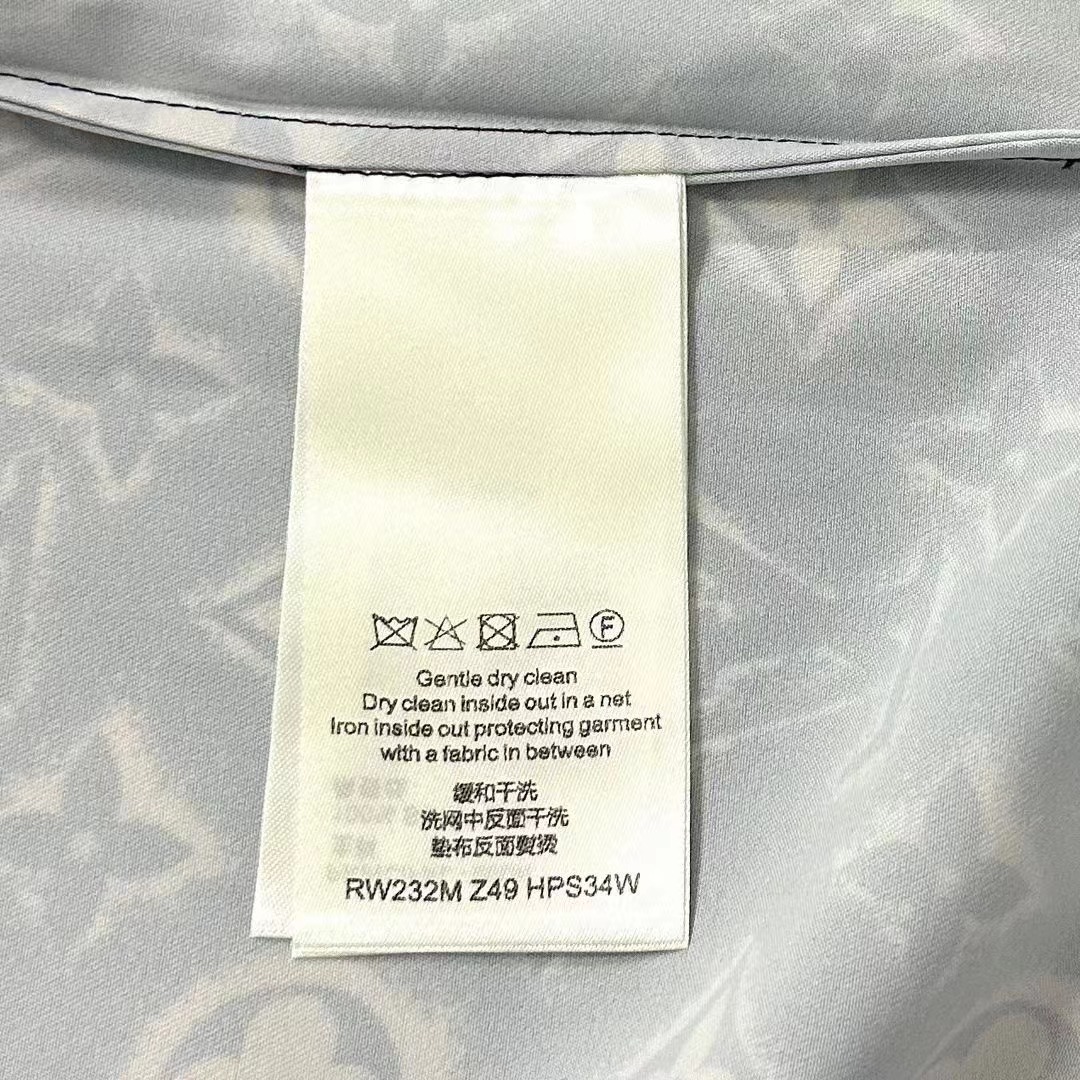 F
Gentle dry clean
Dry clean inside out in a net
Iron inside out protecting garment
with a fabric in between
缓和干洗
洗网中反面干洗
垫布反面熨烫
RW232M Z49 HPS34W